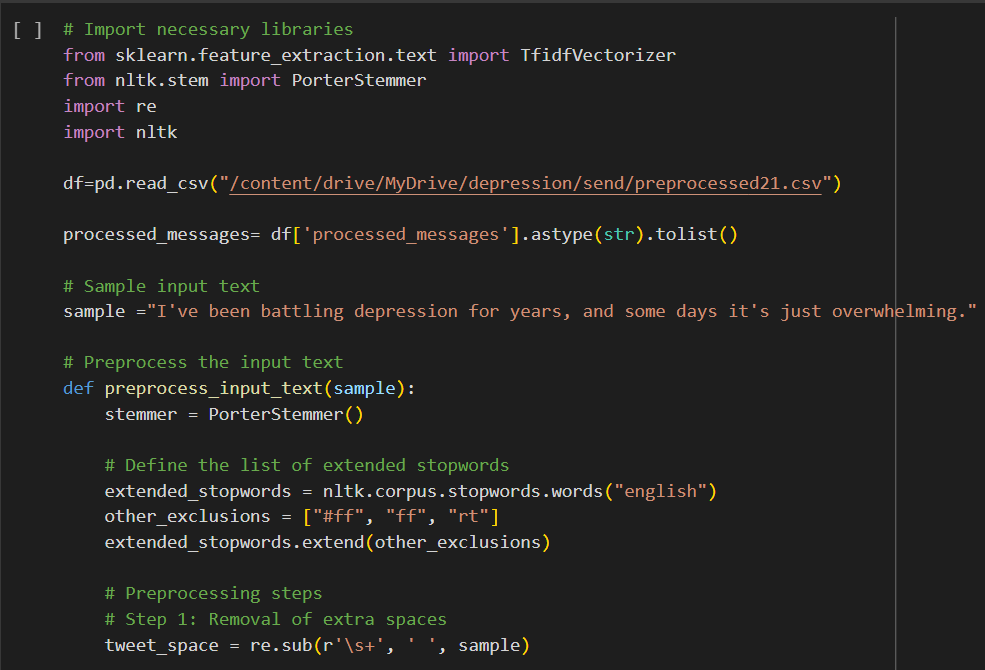 [ ] # Import necessary libraries
from sklearn.feature_extraction.text import TfidfVectorizer
from nltk.stem import PorterStemmer
import re
import nltk
df=pd.read_csv("/content/drive/MyDrive/depression/send/preprocessed21.csv")
processed_messages= df['processed_messages'].astype(str).tolist()
# Sample input text
sample ="I've been battling depression for years, and some days it's just overwhelming."
# Preprocess the input text
def preprocess_input_text(sample):
    stemmer = PorterStemmer()
    # Define the list of extended stopwords
    extended_stopwords = nltk.corpus.stopwords.words("english")
    other_exclusions = ["#ff", "ff", "rt"]
    extended_stopwords.extend(other_exclusions)
    # Preprocessing steps
    # Step 1: Removal of extra spaces
    tweet_space = re.sub(r'\s+', ' ', sample)